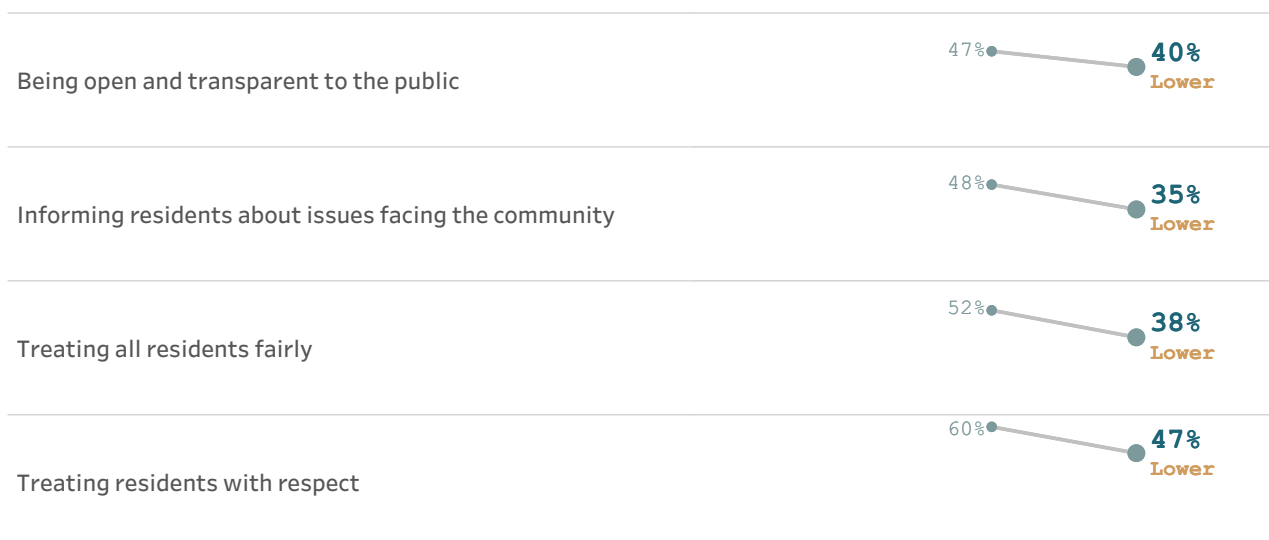 47%
40%
Lower
Being open and transparent to the public
48%
35%
Lower
Informing residents about issues facing the community
52%
38%
Lower
Treating all residents fairly
60%
47%
Lower
Treating residents with respect